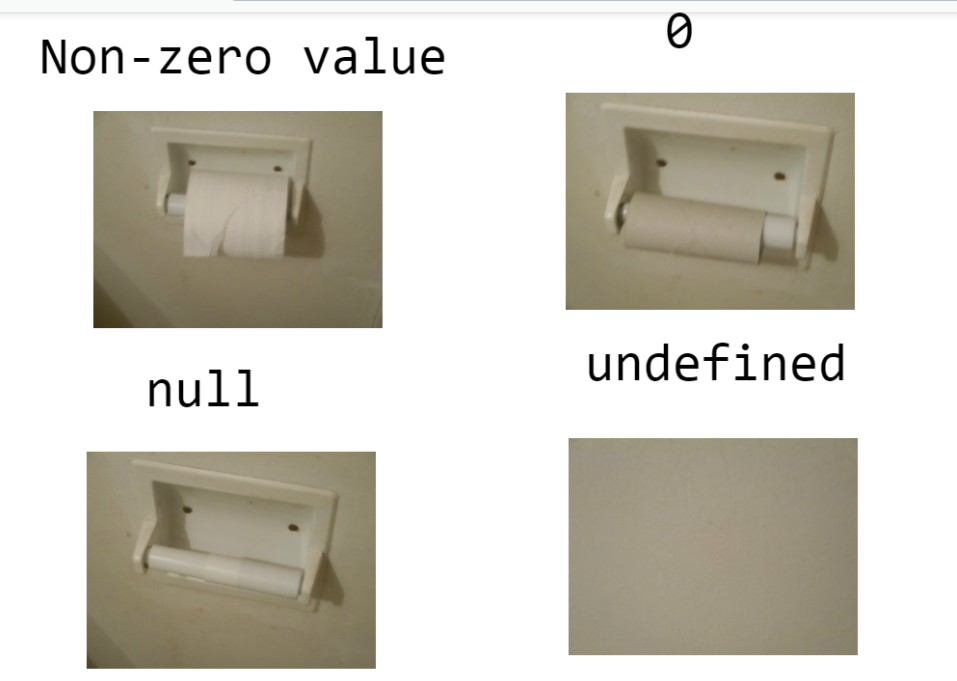 Non-zero value
0
null
undefined